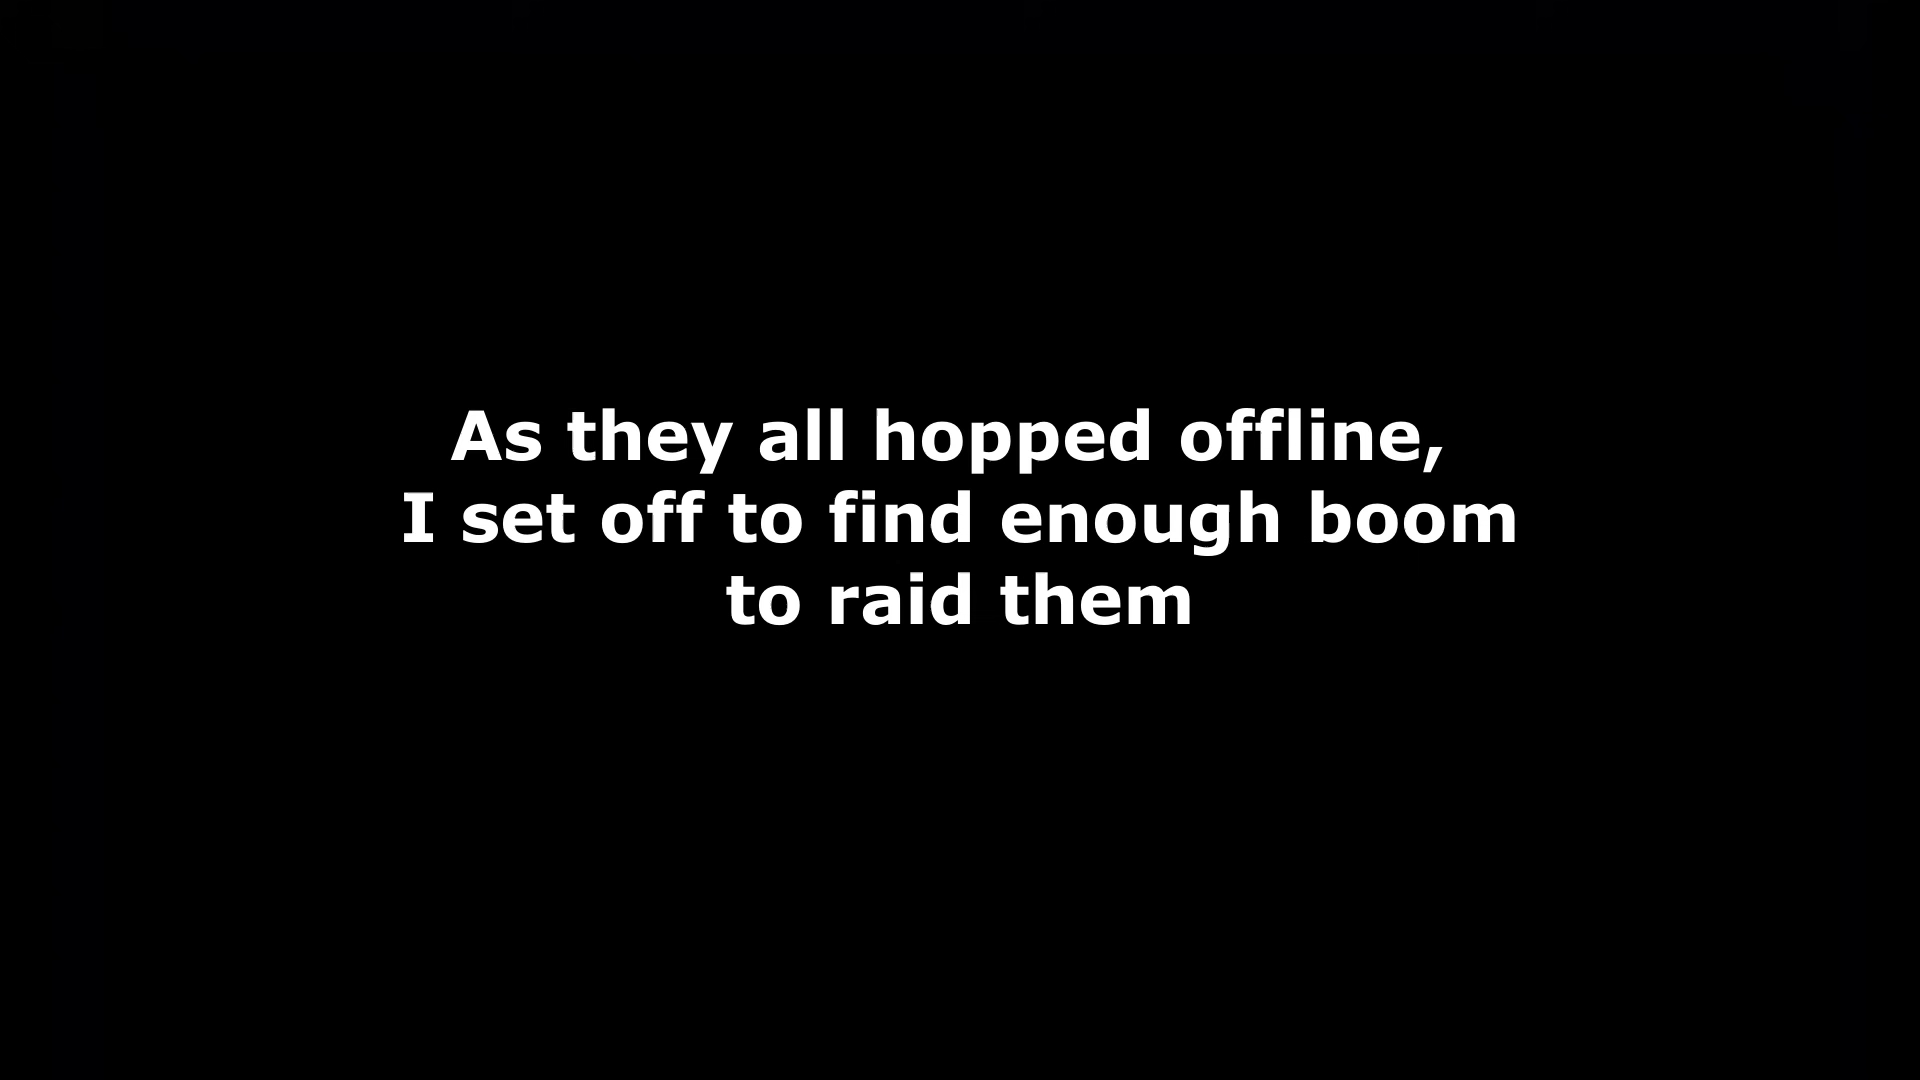 As they all hopped offline,
I set off to find enough boom
to raid them